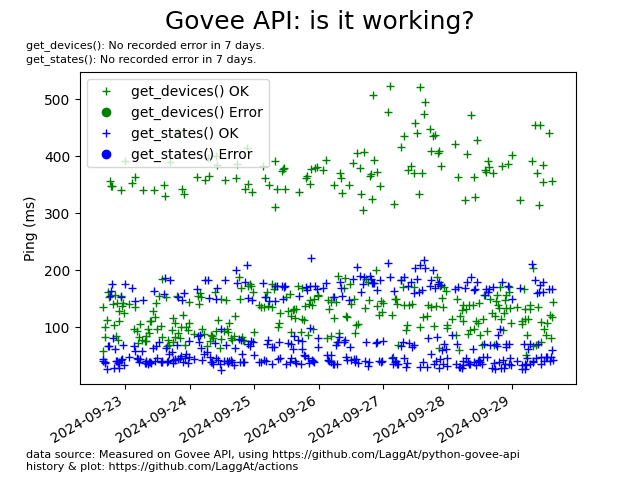 Govee API: is it working?
get_devices(): No recorded error in 7 days.
get_states(): No recorded error in 7 days.
get_devices() OK
get_devices() Error
get_states() OK
get_states() Error
Ping (ms)
500
400
300
200
100
2024-09-23
2024-09-24
2024-09-25
2024-09-26
2024-09-27
2024-09-28
2024-09-29
data source: Measured on Govee API, using https://github.com/LaggAt/python-govee-api
history & plot: https://github.com/LaggAt/actions